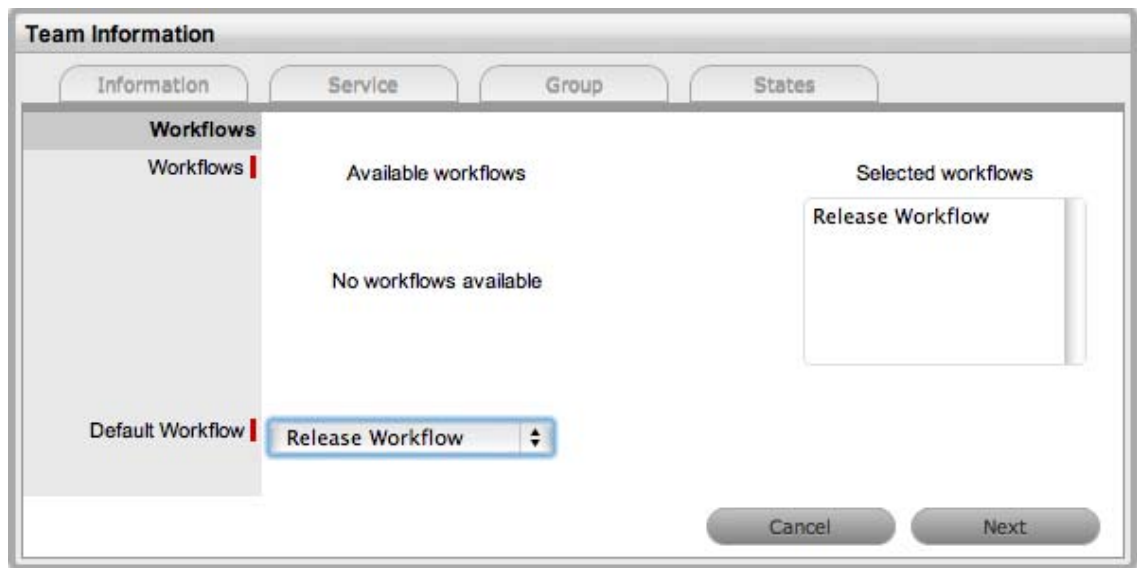 Team Information
Information Service Group States
Workflows
Workflows Available workflows Selected workflows
Release Workflow
No workflows available
Default Workflow Release Workflow
Cancel Next